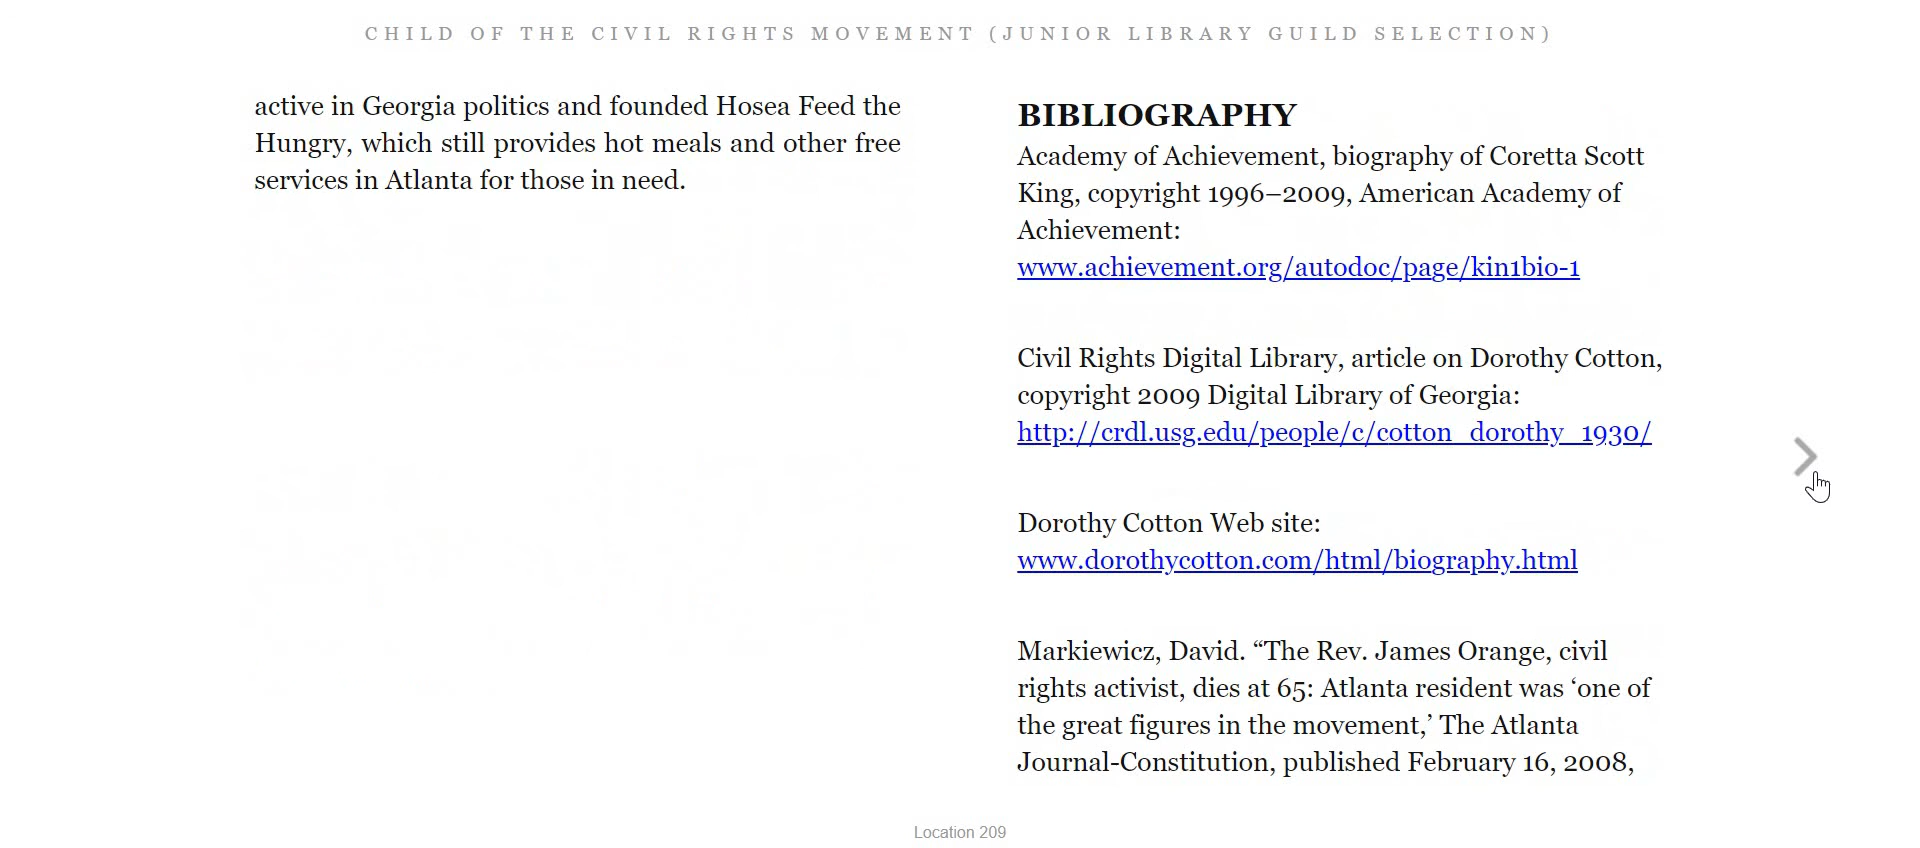 CHILD OF THE CIVIL RIGHTS MOVEMENT (JUNIOR LIBRARY GUILD SELECTION)
active in Georgia politics and founded Hosea Feed the
Hungry, which still provides hot meals and other free
services in Atlanta for those in need.
BIBLIOGRAPHY
Academy of Achievement, biography of Coretta Scott
King, copyright 1996–2009, American Academy of
Achievement:
www.achievement.org/autodoc/page/kin1bio-1
Civil Rights Digital Library, article on Dorothy Cotton,
copyright 2009 Digital Library of Georgia:
http://crdl.usg.edu/people/c/cotton_dorothy_1930/
Dorothy Cotton Web site:
www.dorothycotton.com/html/biography.html
Markiewicz, David. “The Rev. James Orange, civil
rights activist, dies at 65: Atlanta resident was ‘one of
the great figures in the movement,’ The Atlanta
Journal-Constitution, published February 16, 2008,
Location 209